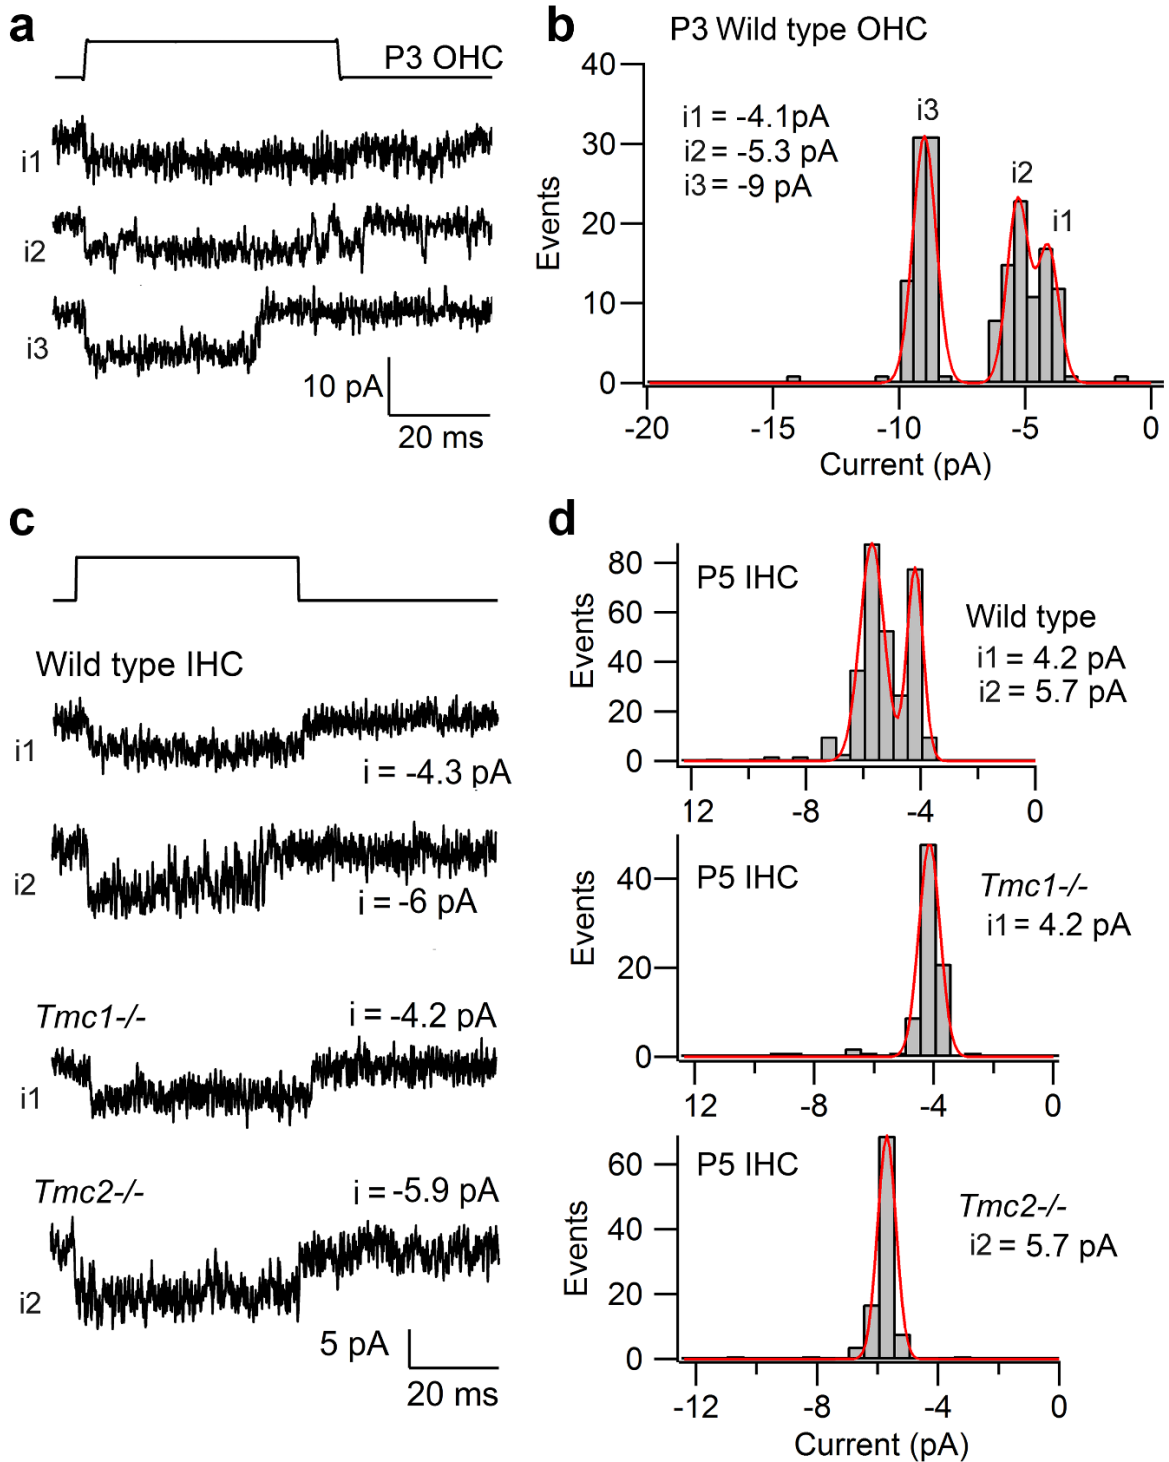 a
P3 OHC
i1
i2
i3
10 pA
20 ms
b
P3 Wild type OHC
40
30
20
10
0
Events
i1 = -4.1pA
i2 = -5.3 pA
i3 = -9 pA
i3
i2
i1
-20
-15
-10
-5
0
Current (pA)
c
Wild type IHC
i1
i = -4.3 pA
i2
i = -6 pA
Tmc1-/-
i = -4.2 pA
i1
Tmc2-/-
i = -5.9 pA
i2
5 pA
20 ms
d
P5 IHC
80
60
40
20
0
Events
Wild type
i1 = 4.2 pA
i2 = 5.7 pA
12
-8
-4
0
P5 IHC
40
20
0
Events
Tmc1-/-
i1 = 4.2 pA
12
-8
-4
0
P5 IHC
60
40
20
0
Events
Tmc2-/-
i2 = 5.7 pA
-12
-8
-4
0
Current (pA)